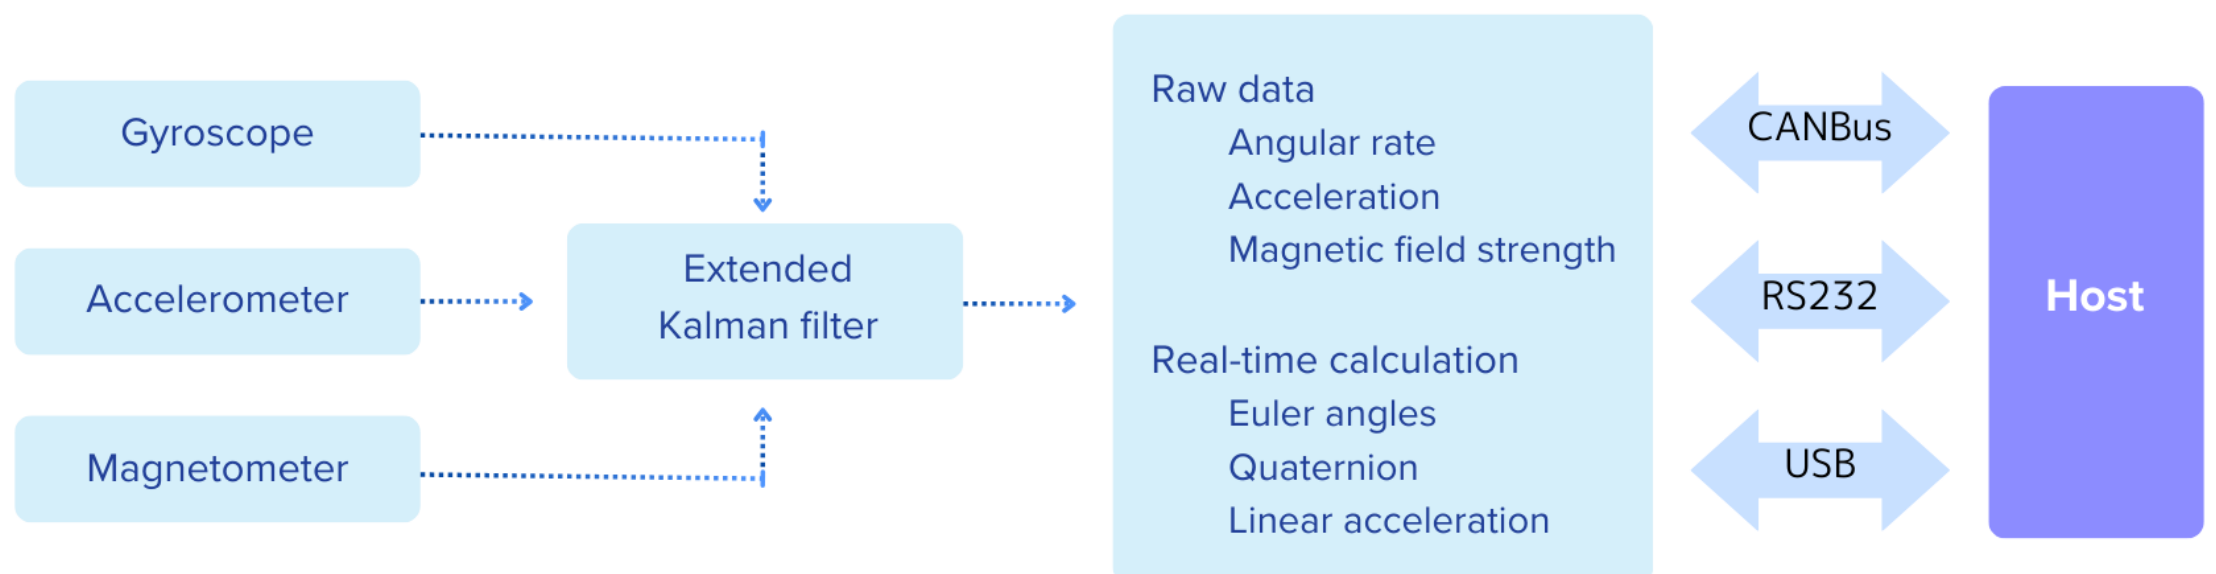 Gyroscope
Accelerometer
Magnetometer
Extended
Kalman filter
Raw data
Angular rate
Acceleration
Magnetic field strength
Real-time calculation
Euler angles
Quaternion
Linear acceleration
CANBus
RS232
USB
Host